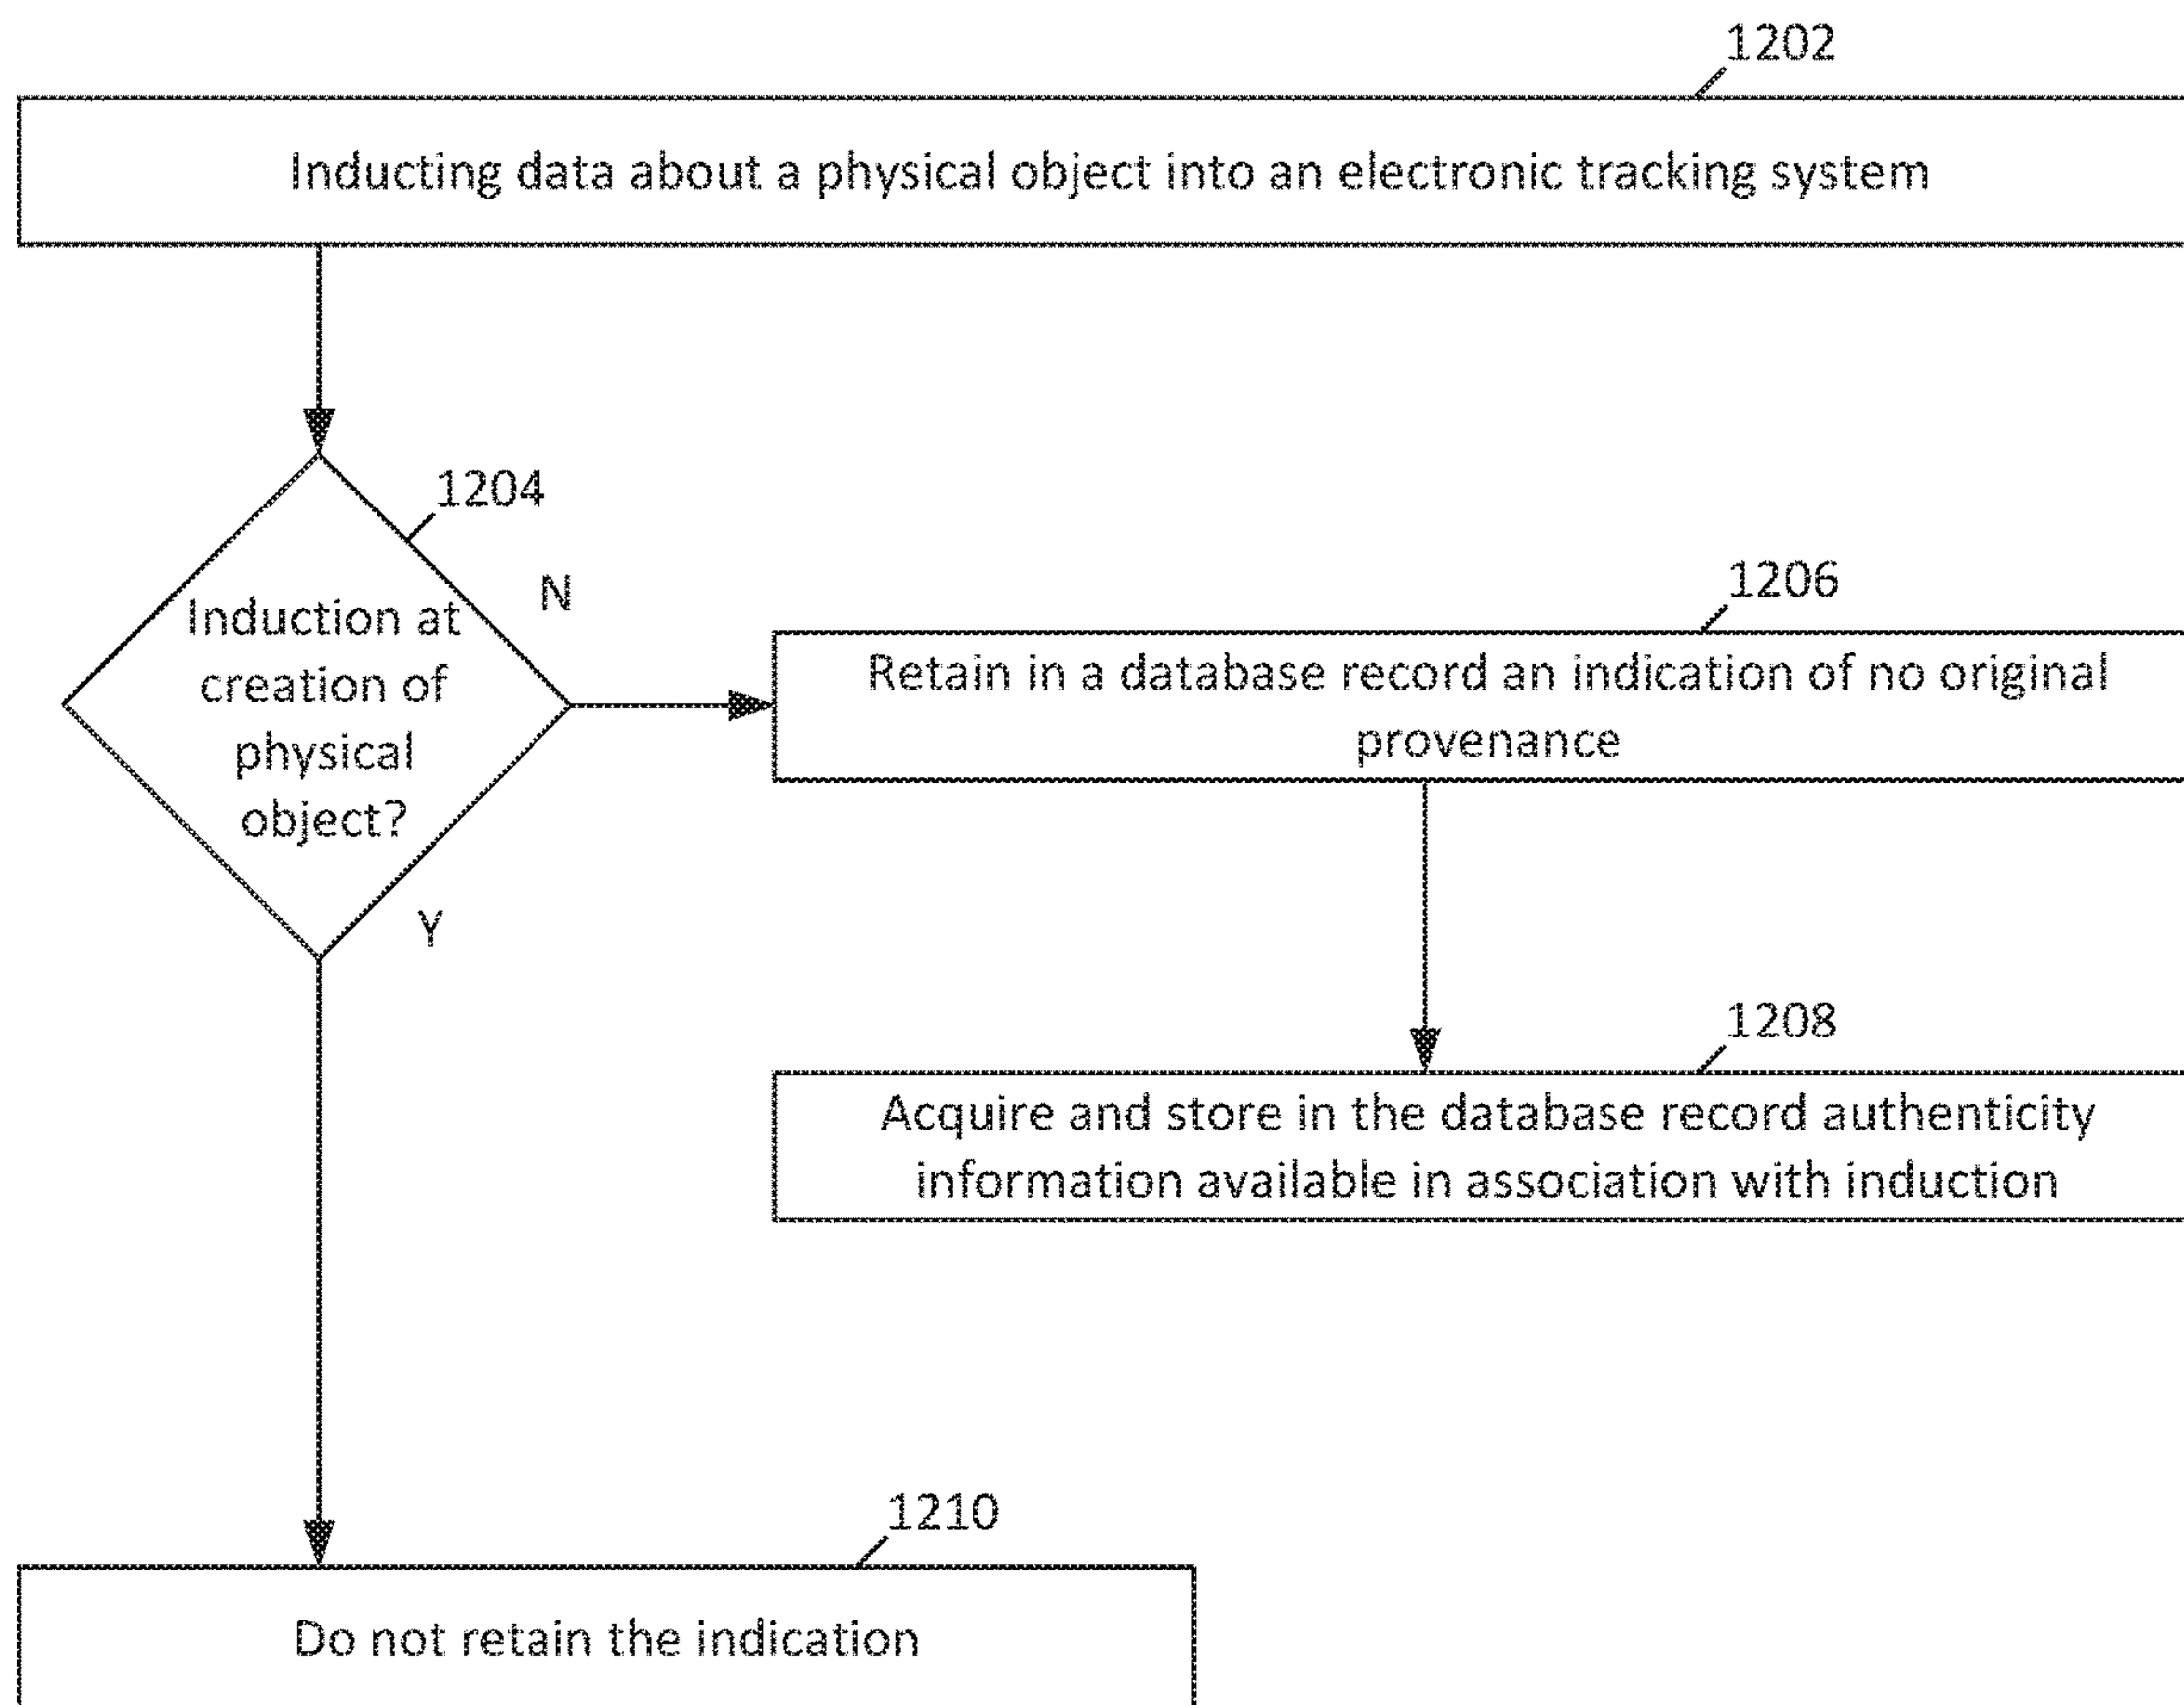 1202
Inducting data about a physical object into an electronic tracking system
1204
N
Induction at
creation of
physical
object?
Y
1206
Retain in a database record an indication of no original
provenance
1208
Acquire and store in the database record authenticity
information available in association with induction
1210
Do not retain the indication